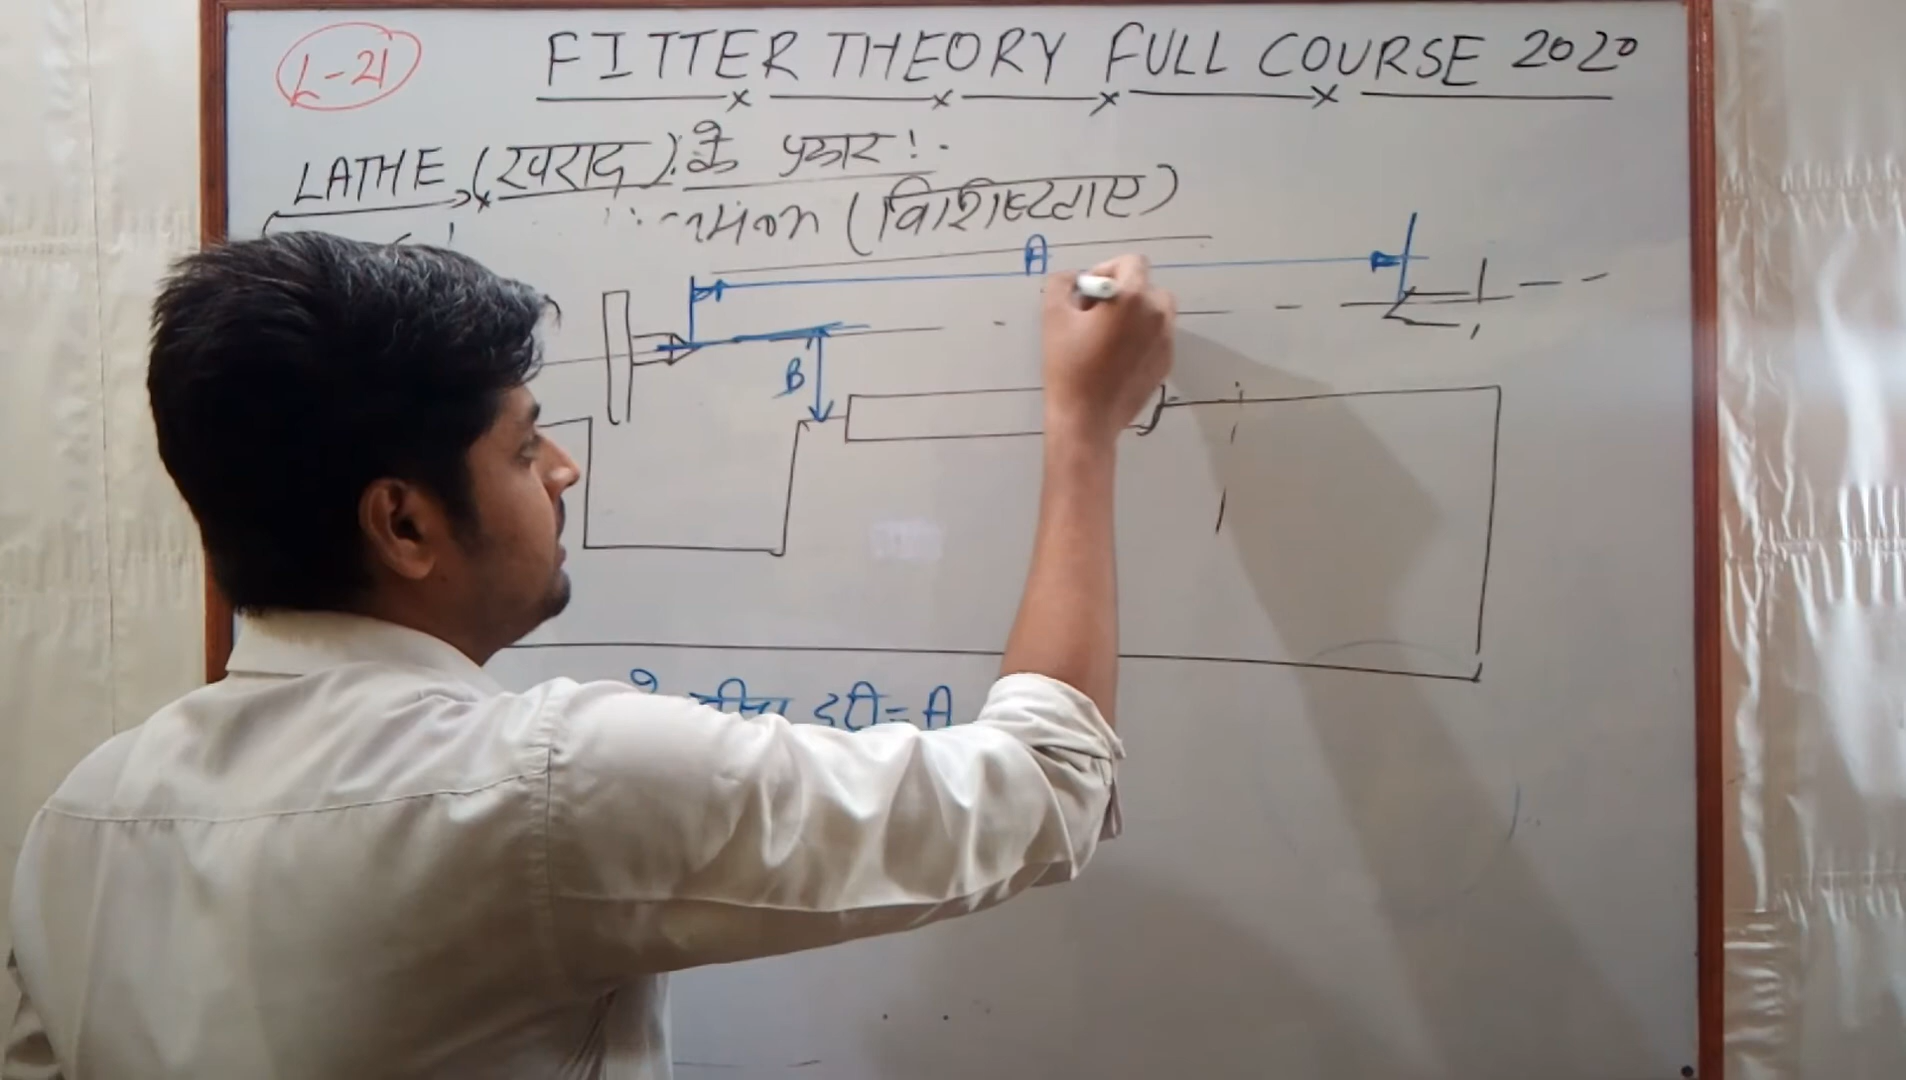 L-21
FITTER THEORY FULL COURSE 2020
LATHE (खराद) के प्रकार :-
(विशिष्टताए)
A
B
के बीच दूरी = A